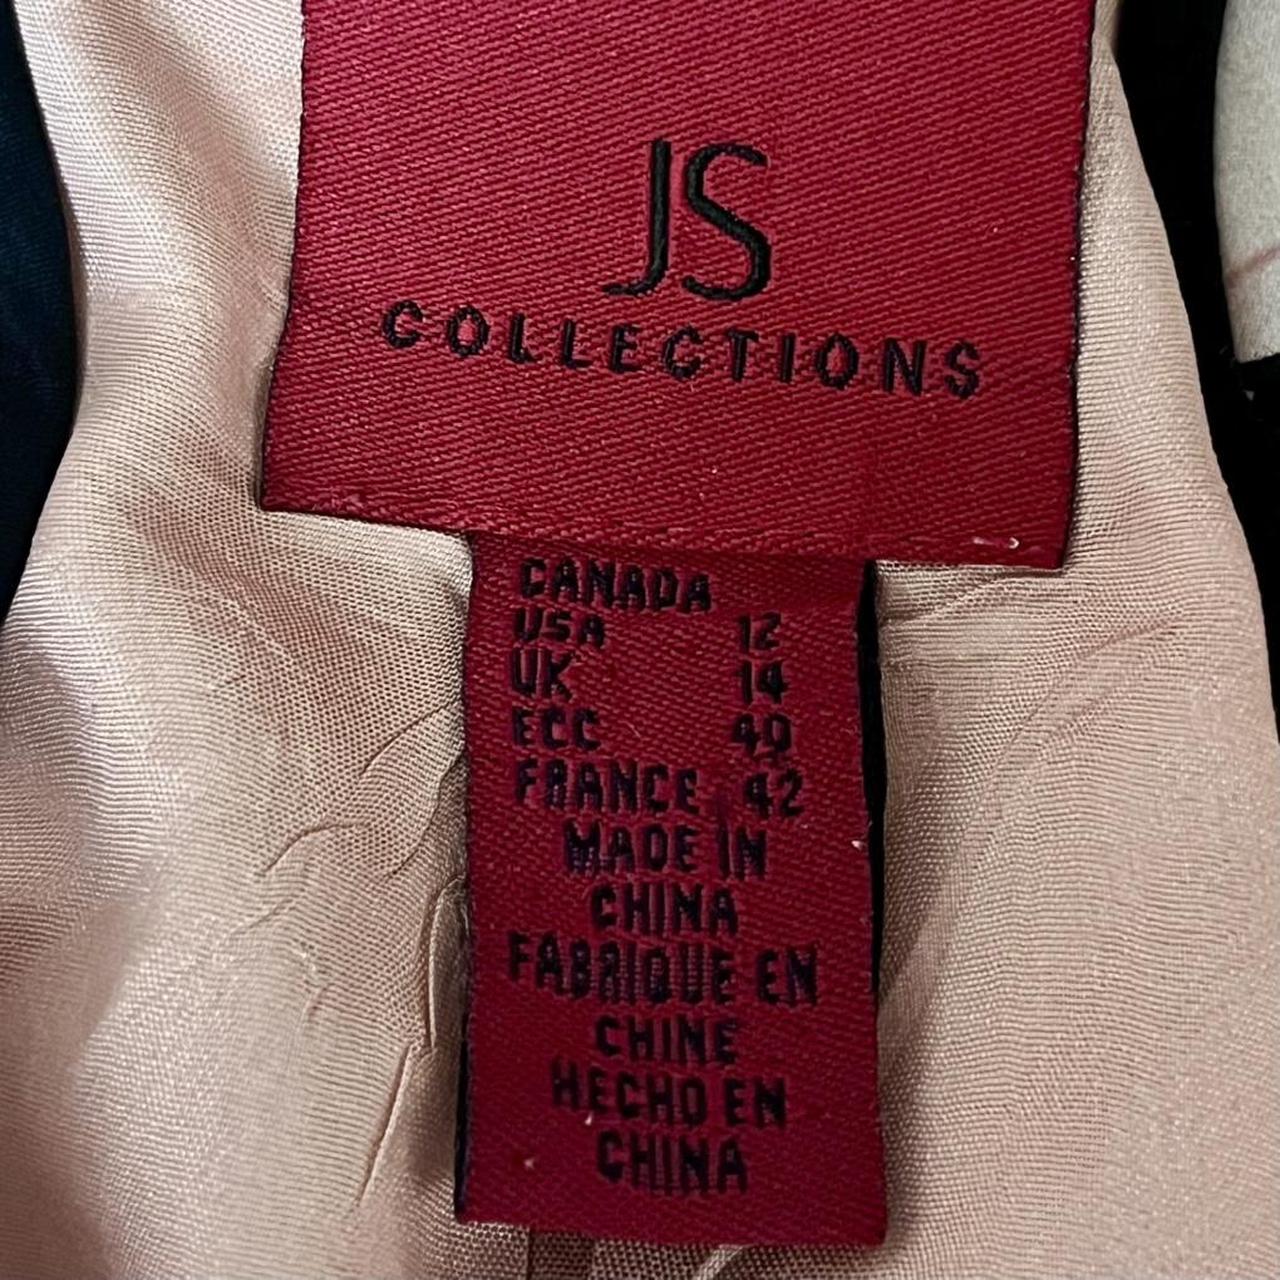 JS
COLLECTIONS
CANADA
USA 12
UK 14
ECC 40
FRANCE 42
MADE IN
CHINA
FABRIQUE EN
CHINE
HECHO EN
CHINA